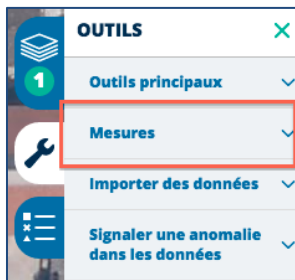 OUTILS
1
Outils principaux
Mesures
Importer des données
Signaler une anomalie
dans les données